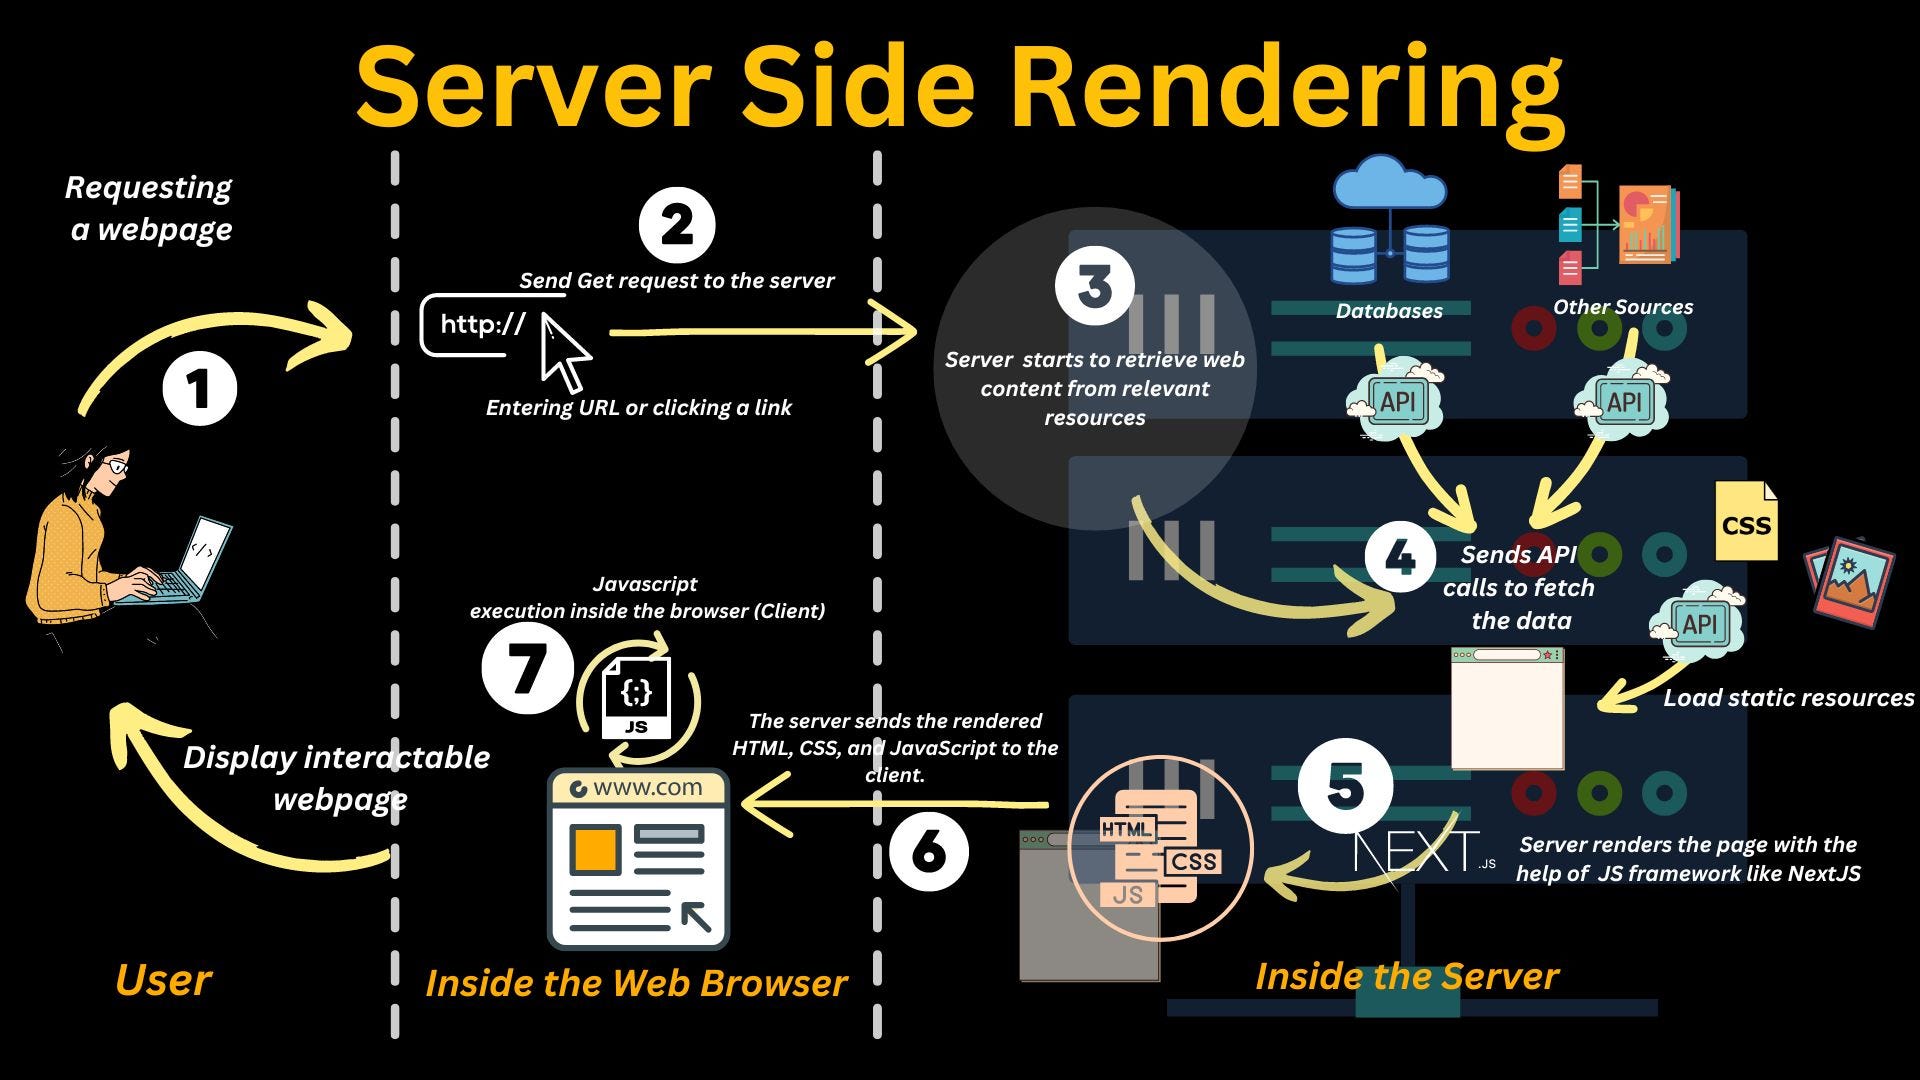 Server Side Rendering
Requesting
a webpage
1
2
Send Get request to the server
http://
Entering URL or clicking a link
3
Server starts to retrieve web
content from relevant
resources
Databases
Other Sources
API
API
4
Sends API
calls to fetch
the data
CSS
API
Load static resources
</>
5
NEXT.JS
Server renders the page with the
help of JS framework like NextJS
HTML
CSS
JS
6
The server sends the rendered
HTML, CSS, and JavaScript to the
client.
7
Javascript
execution inside the browser (Client)
{;}
JS
www.com
Display interactable
webpage
User
Inside the Web Browser
Inside the Server